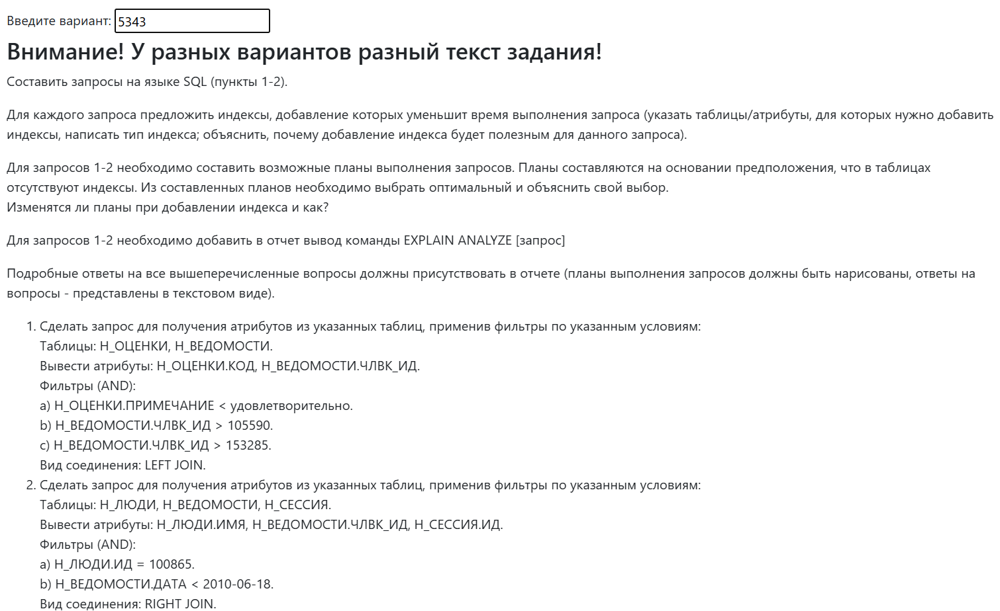 Введите вариант: 5343
Внимание! У разных вариантов разный текст задания!
Составить запросы на языке SQL (пункты 1-2).
Для каждого запроса предложить индексы, добавление которых уменьшит время выполнения запроса (указать таблицы/атрибуты, для которых нужно добавить
индексы, написать тип индекса; объяснить, почему добавление индекса будет полезным для данного запроса).
Для запросов 1-2 необходимо составить возможные планы выполнения запросов. Планы составляются на основании предположения, что в таблицах
отсутствуют индексы. Из составленных планов необходимо выбрать оптимальный и объяснить свой выбор.
Изменятся ли планы при добавлении индекса и как?
Для запросов 1-2 необходимо добавить в отчет вывод команды EXPLAIN ANALYZE [запрос]
Подробные ответы на все вышеперечисленные вопросы должны присутствовать в отчете (планы выполнения запросов должны быть нарисованы, ответы на
вопросы - представлены в текстовом виде).
1. Сделать запрос для получения атрибутов из указанных таблиц, применив фильтры по указанным условиям:
Таблицы: Н_ОЦЕНКИ, Н_ВЕДОМОСТИ.
Вывести атрибуты: Н_ОЦЕНКИ.КОД, Н_ВЕДОМОСТИ.ЧЛВК_ИД.
Фильтры (AND):
a) Н_ОЦЕНКИ.ПРИМЕЧАНИЕ < удовлетворительно.
b) Н_ВЕДОМОСТИ.ЧЛВК_ИД > 105590.
c) Н_ВЕДОМОСТИ.ЧЛВК_ИД > 153285.
Вид соединения: LEFT JOIN.
2. Сделать запрос для получения атрибутов из указанных таблиц, применив фильтры по указанным условиям:
Таблицы: Н_ЛЮДИ, Н_ВЕДОМОСТИ, Н_СЕССИЯ.
Вывести атрибуты: Н_ЛЮДИ.ИМЯ, Н_ВЕДОМОСТИ.ЧЛВК_ИД, Н_СЕССИЯ.ИД.
Фильтры (AND):
a) Н_ЛЮДИ.ИД = 100865.
b) Н_ВЕДОМОСТИ.ДАТА < 2010-06-18.
Вид соединения: RIGHT JOIN.